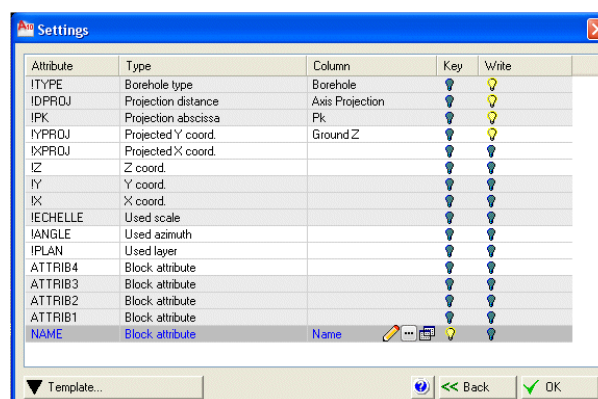 A10 Settings
Attribute Type Column Key Write
!TYPE Borehole type Borehole
!DPROJ Projection distance Axis Projection
!PK Projection abscissa Pk
!YPROJ Projected Y coord. Ground Z
!XPROJ Projected X coord.
!Z Z coord.
!Y Y coord.
!X X coord.
!ECHELLE Used scale
!ANGLE Used azimuth
!PLAN Used layer
ATTRIB4 Block attribute
ATTRIB3 Block attribute
ATTRIB2 Block attribute
ATTRIB1 Block attribute
NAME Block attribute Name ...
Template... ? << Back OK